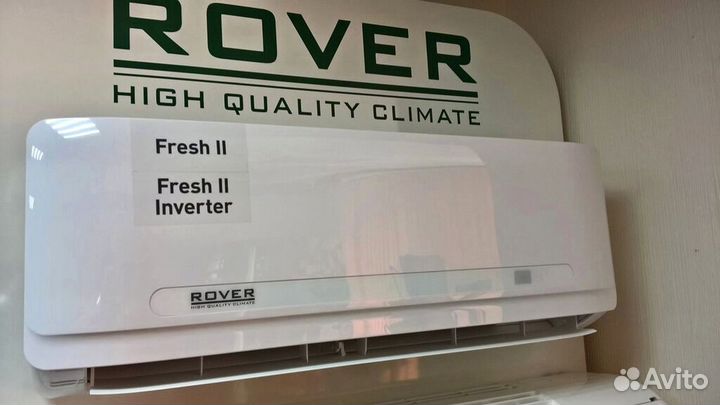 ROVER
HIGH QUALITY CLIMATE
Fresh II
Fresh II
Inverter
ROVER
HIGH QUALITY CLIMATE
Avito